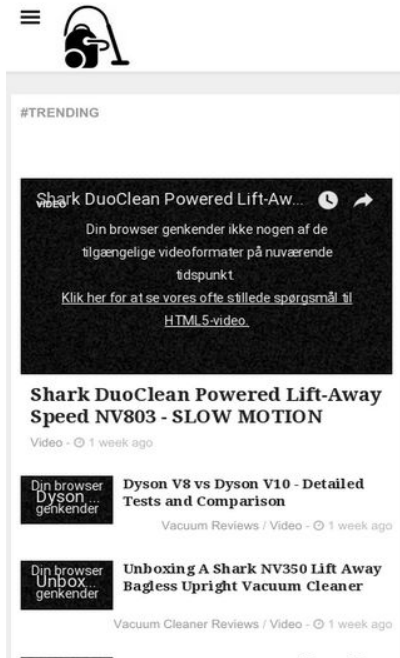 #TRENDING
Shark DuoClean Powered Lift-Aw...
VIDEO
Din browser genkender ikke nogen af de
tilgængelige videoformater på nuværende
tidspunkt.
Klik her for at se vores ofte stillede spørgsmål til
HTML5-video.
Shark DuoClean Powered Lift-Away
Speed NV803 - SLOW MOTION
Video - 1 week ago
Din browser
Dyson ...
genkender
Dyson V8 vs Dyson V10 - Detailed
Tests and Comparison
Vacuum Reviews / Video - 1 week ago
Din browser
Unbox...
genkender
Unboxing A Shark NV350 Lift Away
Bagless Upright Vacuum Cleaner
Vacuum Cleaner Reviews / Video - 1 week ago